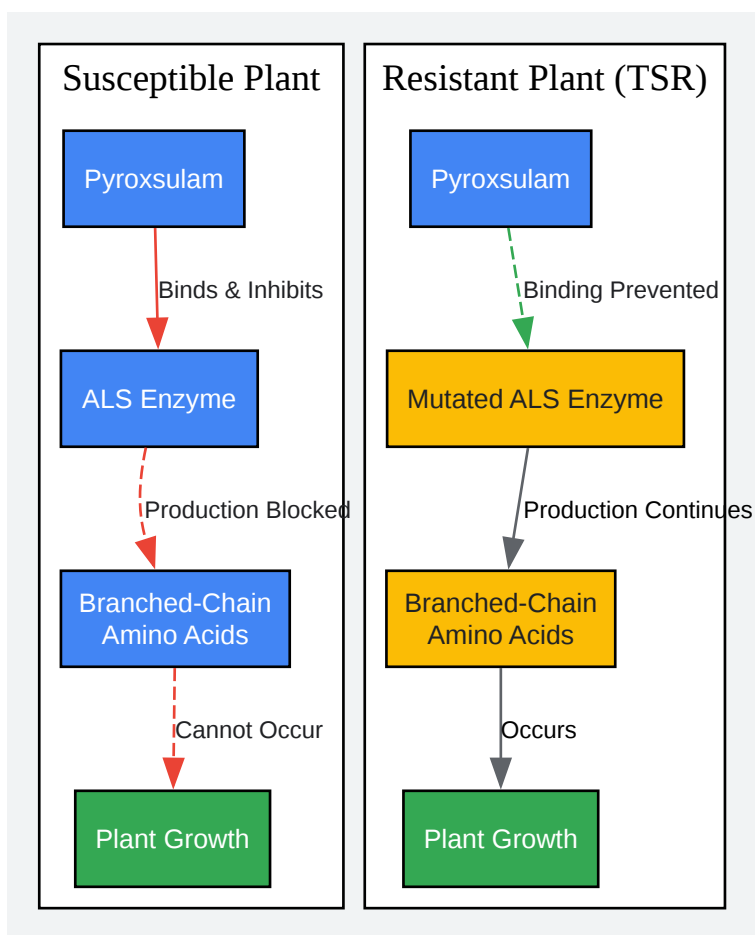 Susceptible Plant
Pyroxsulam
Binds & Inhibits
ALS Enzyme
Production Blocked
Branched-Chain
Amino Acids
Cannot Occur
Plant Growth
Resistant Plant (TSR)
Pyroxsulam
Binding Prevented
Mutated ALS Enzyme
Production Continues
Branched-Chain
Amino Acids
Occurs
Plant Growth